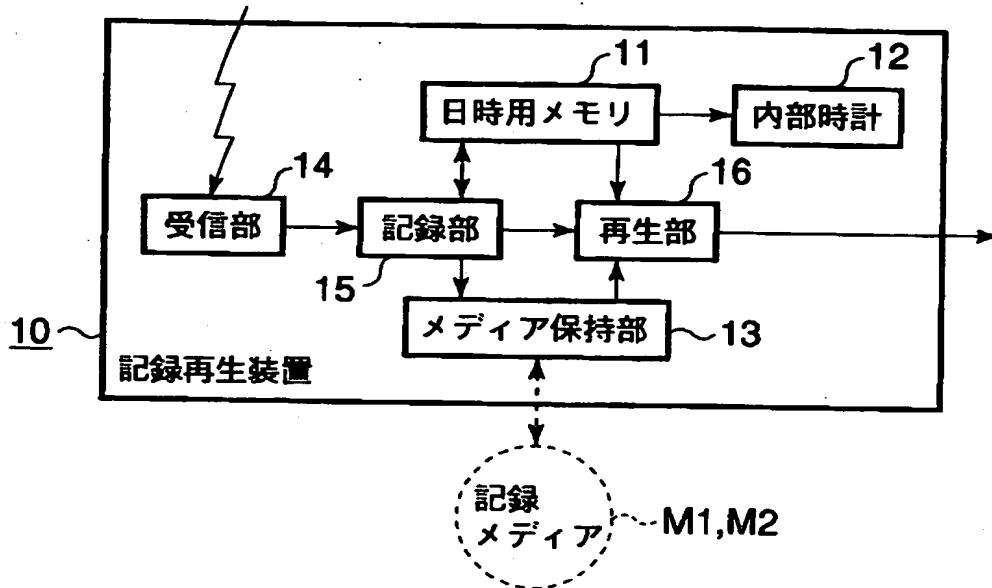 11
12
日時用メモリ
内部時計
14
16
受信部
記録部
再生部
15
10
メディア保持部
13
記録再生装置
記録
メディア
M1,M2